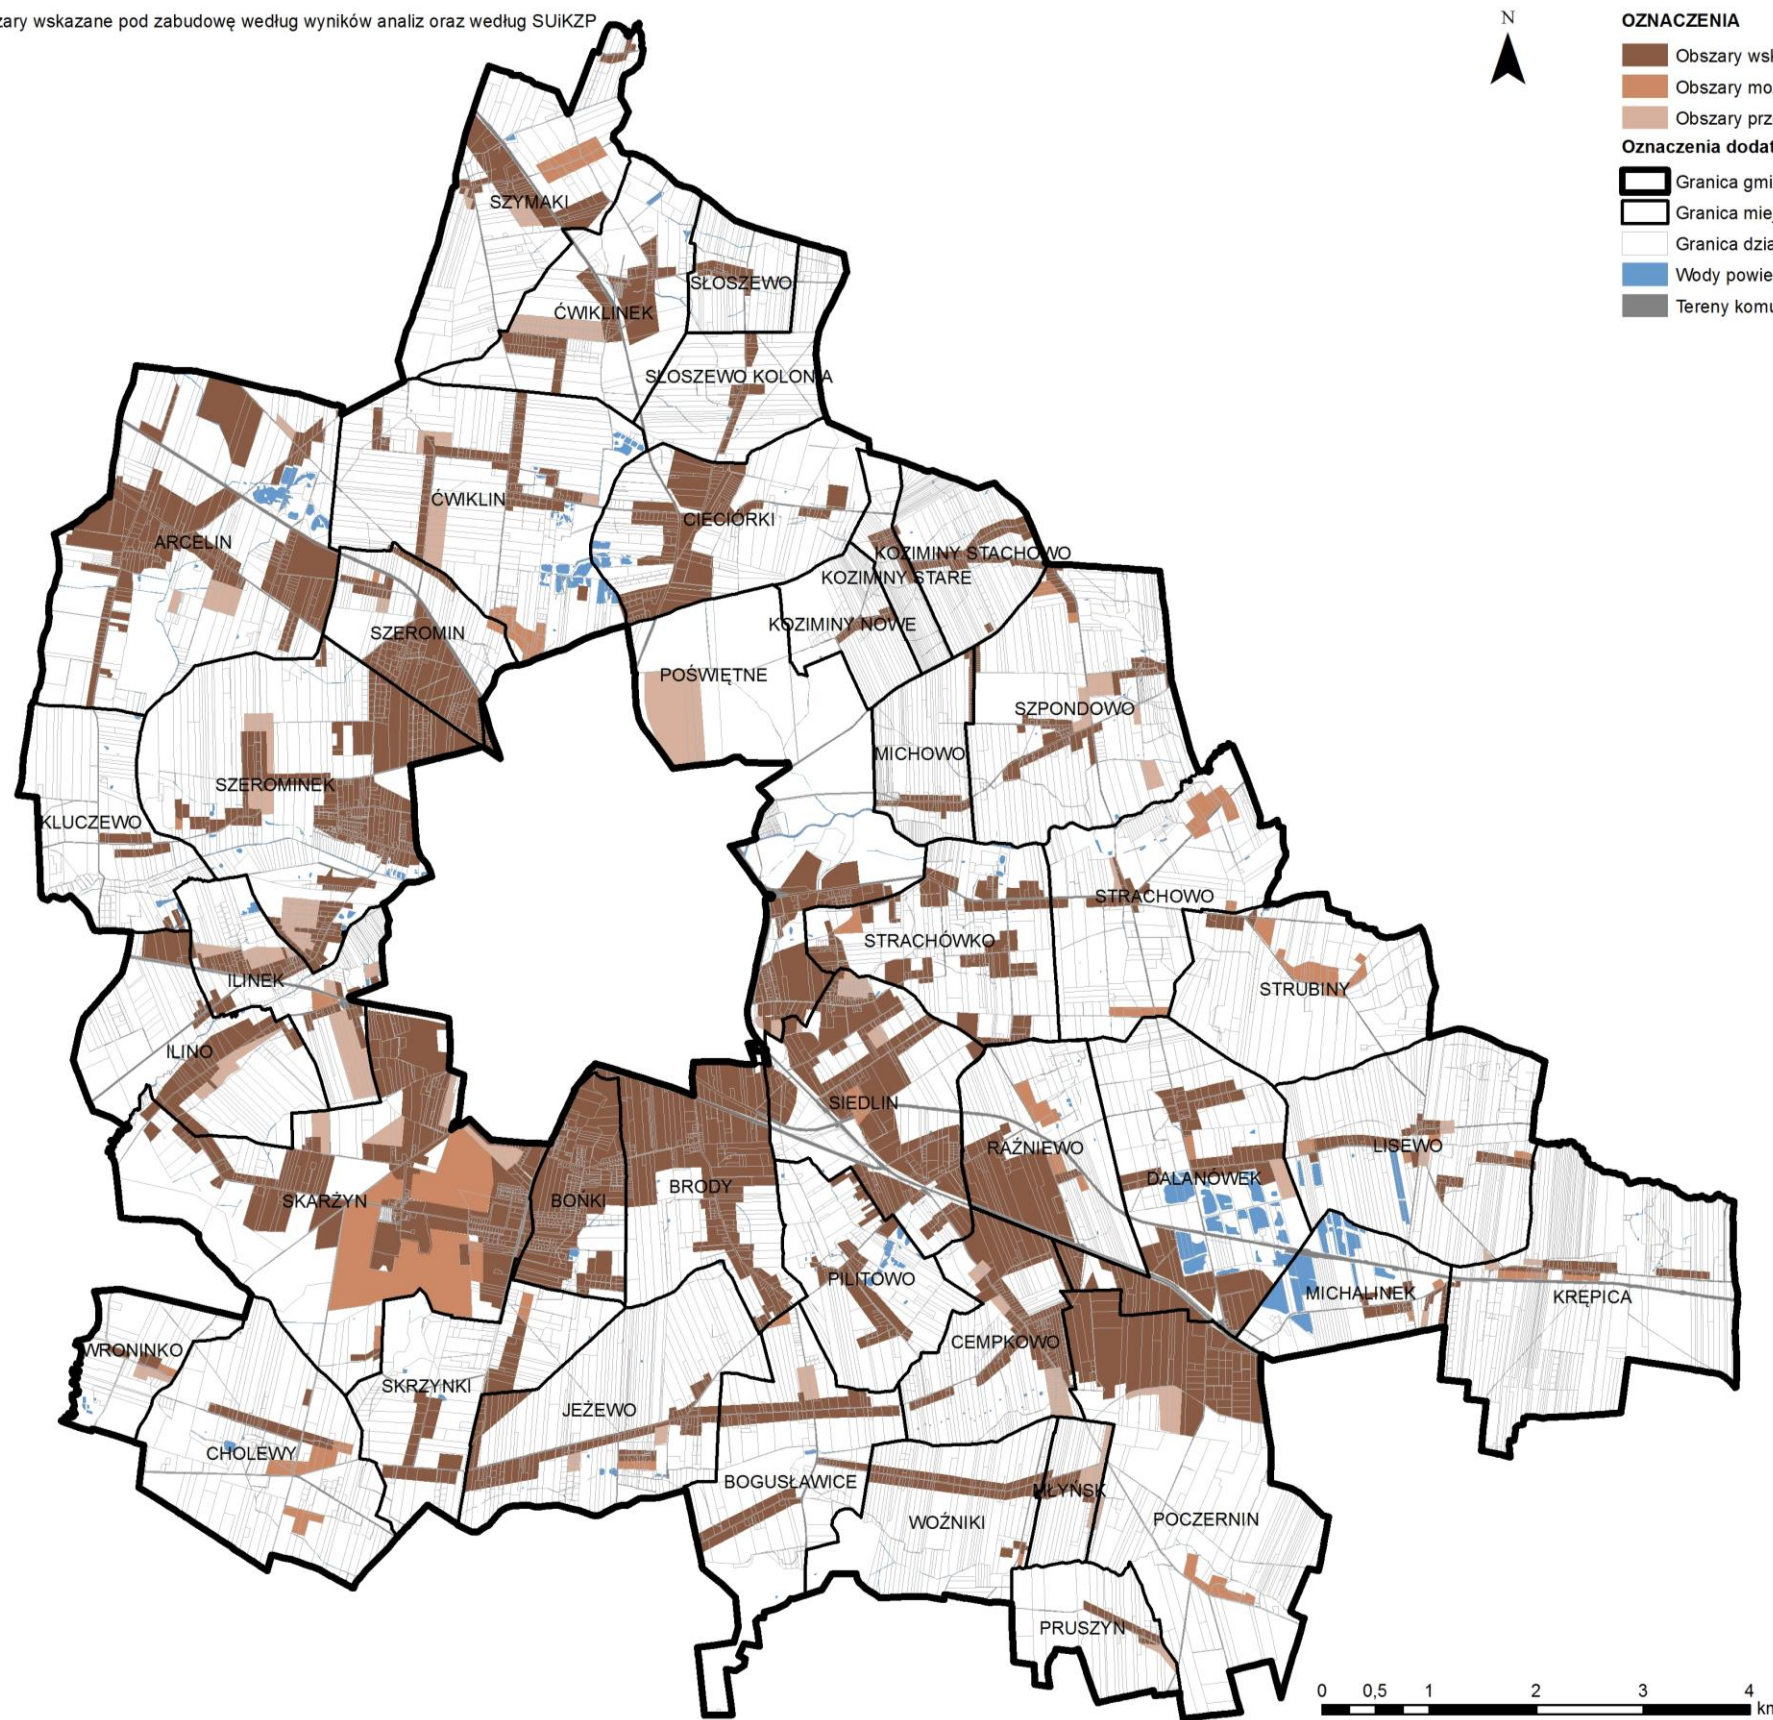 zary wskazane pod zabudowę według wyników analiz oraz według SUiKZP
N
OZNACZENIA
Obszary wsk
Obszary mo
Obszary prz
Oznaczenia dodat
Granica gmi
Granica miej
Granica dzia
Wody powie
Tereny komu
SZYMAKI
SŁOSZEWO
ĆWIKLINEK
SŁOSZEWO KOLONIA
ĆWIKLIN
CIECIÓRKI
ARCELIN
KOZIMINY STACHOWO
KOZIMINY STARE
KOZIMINY NOWE
SZEROMIN
POŚWIĘTNE
SZPONDOWO
MICHOWO
SZEROMINEK
KLUCZEWO
STRACHOWO
STRACHÓWKO
ILINEK
STRUBINY
ILINO
SIEDLIN
RAŹNIEWO
LISEWO
DALANÓWEK
BRODY
SKARŻYN
BOŃKI
PILITOWO
MICHALINEK
KRĘPICA
CEMPKOWO
WRONINKO
SKRZYNKI
JEŻEWO
CHOLEWY
BOGUSŁAWICE
MŁYŃSK
WOŹNIKI
POCZERNIN
PRUSZYN
0 0,5 1 2 3 4
km